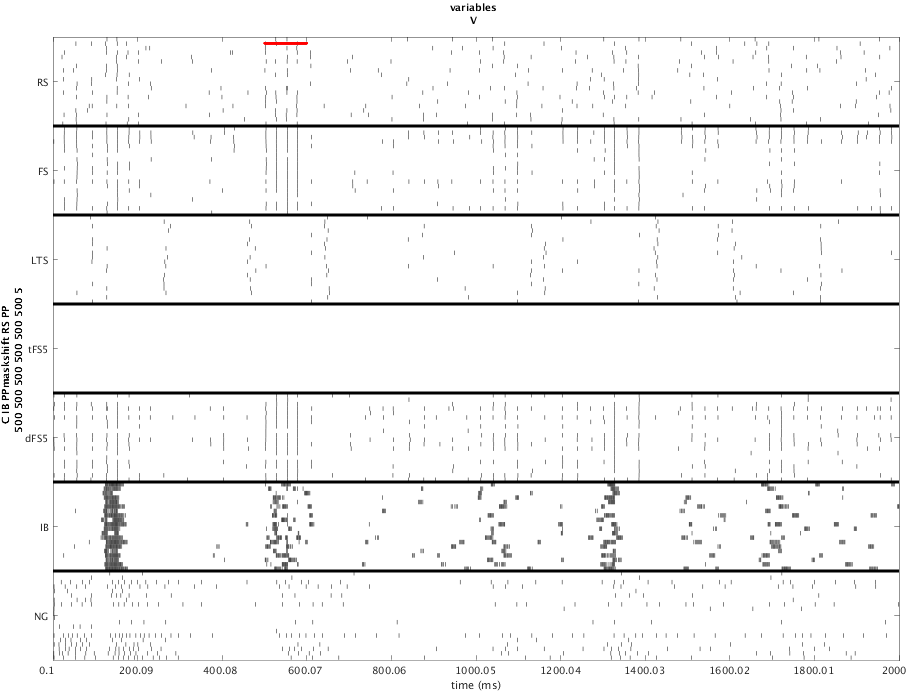 variables
V
RS
FS
LTS
tFS5
dFS5
IB
NG
C IB PPmaskshift RS PP
500 500 500 500 500 500 5
0.1 200.09 400.08 600.07 800.06 1000.05 1200.04 1400.03 1600.02 1800.01 2000
time (ms)